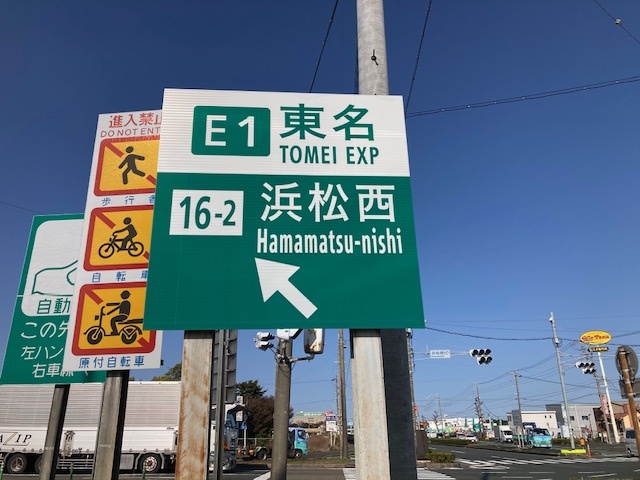 E1 東名
TOMEI EXP
16-2 浜松西
Hamamatsu-nishi
進入禁止
DO NOT ENTER
歩行者
自転車
原付自転車
自動
この先
左ハン
右車線